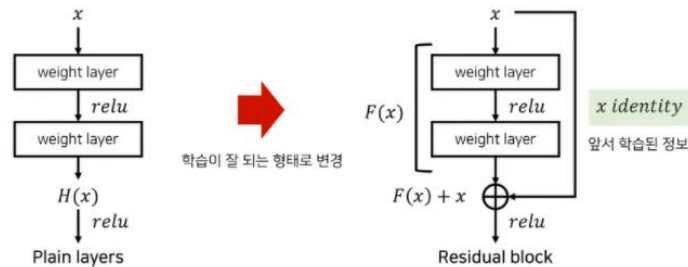 x
weight layer
relu
weight layer
H(x)
relu
Plain layers
학습이 잘 되는 형태로 변경
x
weight layer
relu
F(x)
weight layer
F(x) + x
relu
Residual block
x identity
앞서 학습된 정보